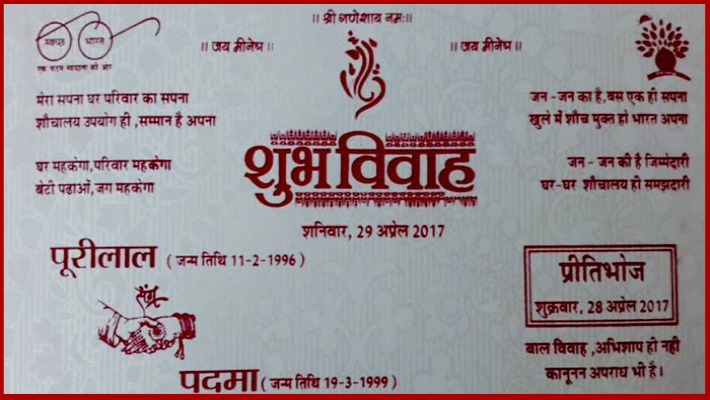 || श्री गणेशाय नमः ||
स्वच्छ भारत
एक कदम स्वच्छता की ओर
|| जय मीनेष ||
|| जय मीनेष ||
मेरा सपना घर परिवार का सपना
शौचालय उपयोग ही ,सम्मान है अपना
जन - जन का है,बस एक ही सपना
खुले में शौच मुक्त हो भारत अपना
घर महकेगा,परिवार महकेगा
बेटी पढाओं,जग महकेगा
जन - जन की है जिम्मेदारी
घर-घर शौचालय ही समझदारी
शुभ विवाह
शनिवार, 29 अप्रेल 2017
पूरीलाल ( जन्म तिथि 11-2-1996 )
संग
पदमा ( जन्म तिथि 19-3-1999 )
प्रीतिभोज
शुक्रवार, 28 अप्रेल 2017
बाल विवाह ,अभिशाप ही नही
कानूनन अपराध भी है।